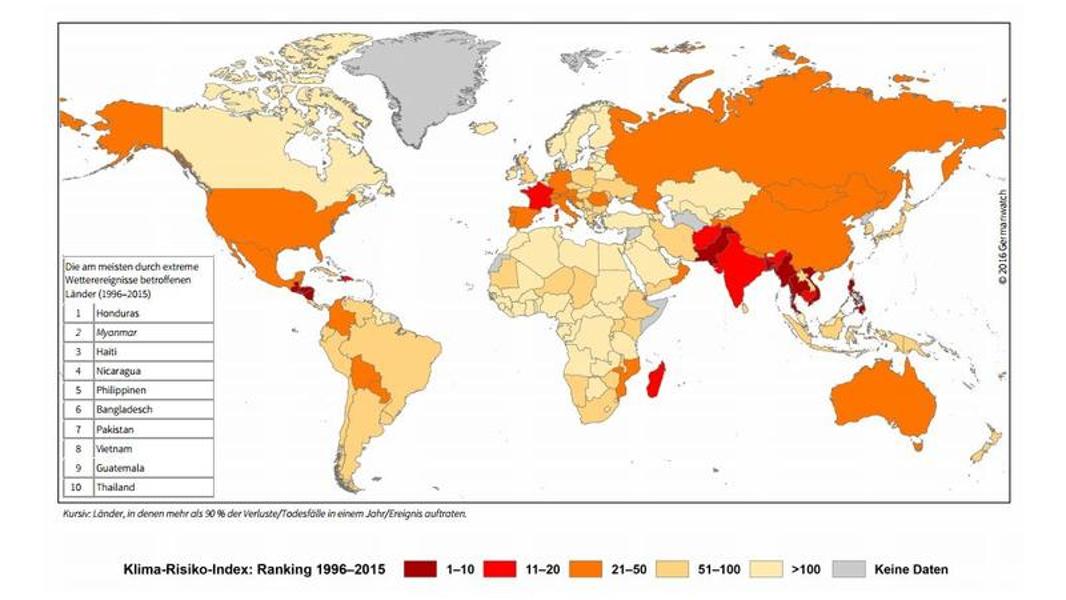 Die am meisten durch extreme
Wetterereignisse betroffenen
Länder (1996–2015)
1 Honduras
2 Myanmar
3 Haiti
4 Nicaragua
5 Philippinen
6 Bangladesch
7 Pakistan
8 Vietnam
9 Guatemala
10 Thailand
© 2016 Germanwatch
Kursiv: Länder, in denen mehr als 90 % der Verluste/Todesfälle in einem Jahr/Ereignis auftraten.
Klima-Risiko-Index: Ranking 1996–2015 1–10 11–20 21–50 51–100 >100 Keine Daten